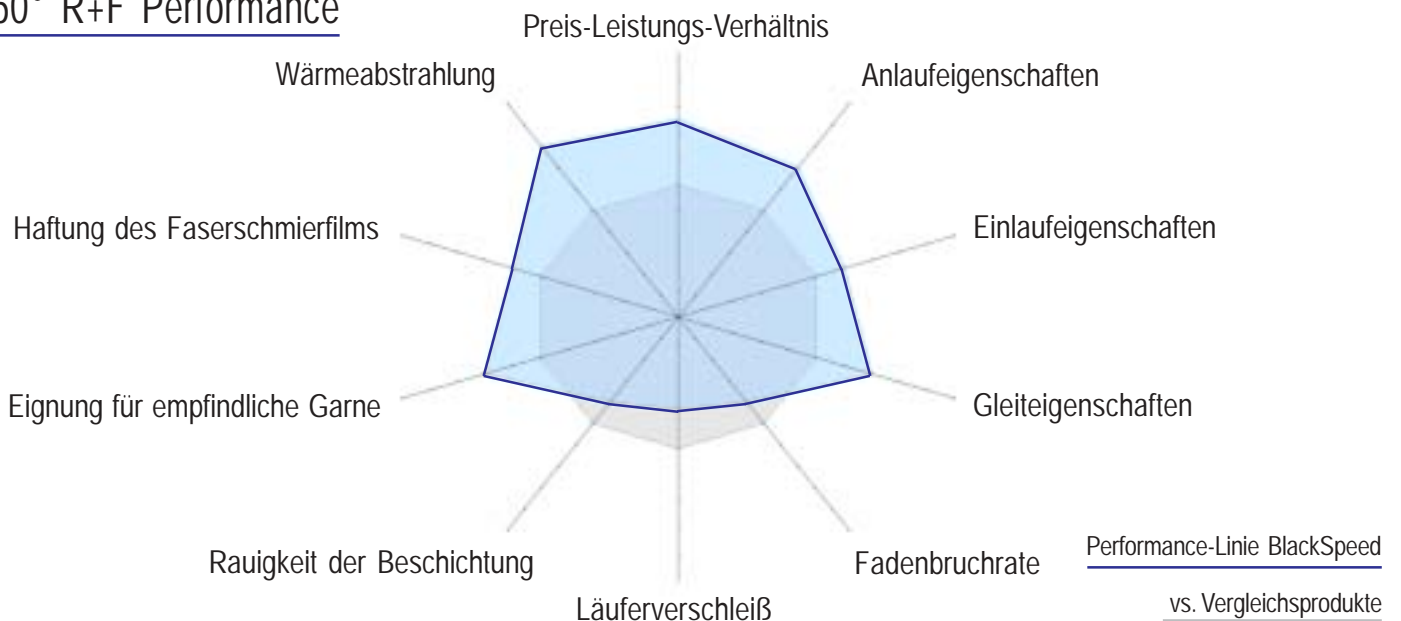 R+F Performance
Preis-Leistungs-Verhältnis
Wärmeabstrahlung
Anlaufeigenschaften
Haftung des Faserschmierfilms
Einlaufeigenschaften
Eignung für empfindliche Garne
Gleiteigenschaften
Rauigkeit der Beschichtung
Fadenbruchrate
Läuferverschleiß
Performance-Linie BlackSpeed
vs. Vergleichsprodukte